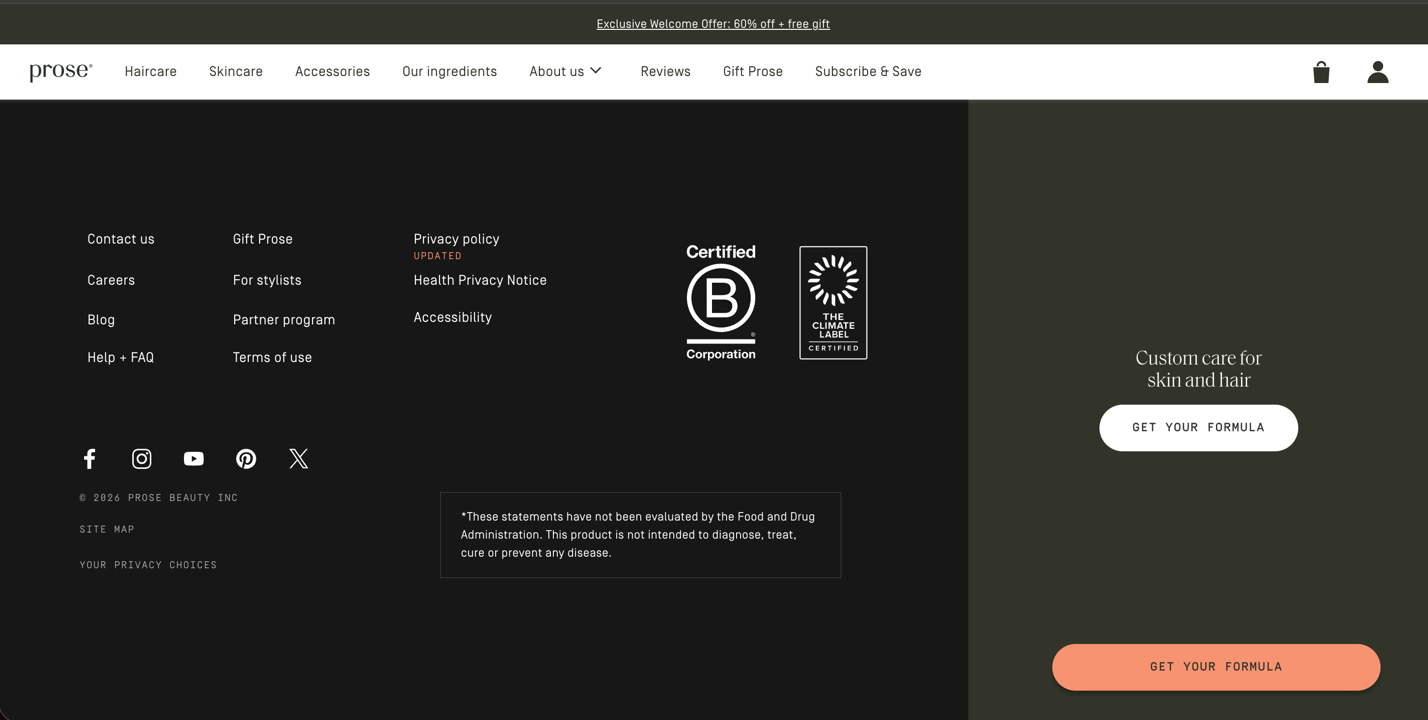 Exclusive Welcome Offer: 60% off + free gift
prose®
Haircare
Skincare
Accessories
Our ingredients
About us
Reviews
Gift Prose
Subscribe & Save
Contact us
Careers
Blog
Help + FAQ
Gift Prose
For stylists
Partner program
Terms of use
Privacy policy
UPDATED
Health Privacy Notice
Accessibility
Certified
B
®
Corporation
THE
CLIMATE
LABEL
CERTIFIED
Custom care for
skin and hair
GET YOUR FORMULA
© 2026 PROSE BEAUTY INC
SITE MAP
YOUR PRIVACY CHOICES
*These statements have not been evaluated by the Food and Drug
Administration. This product is not intended to diagnose, treat,
cure or prevent any disease.
GET YOUR FORMULA